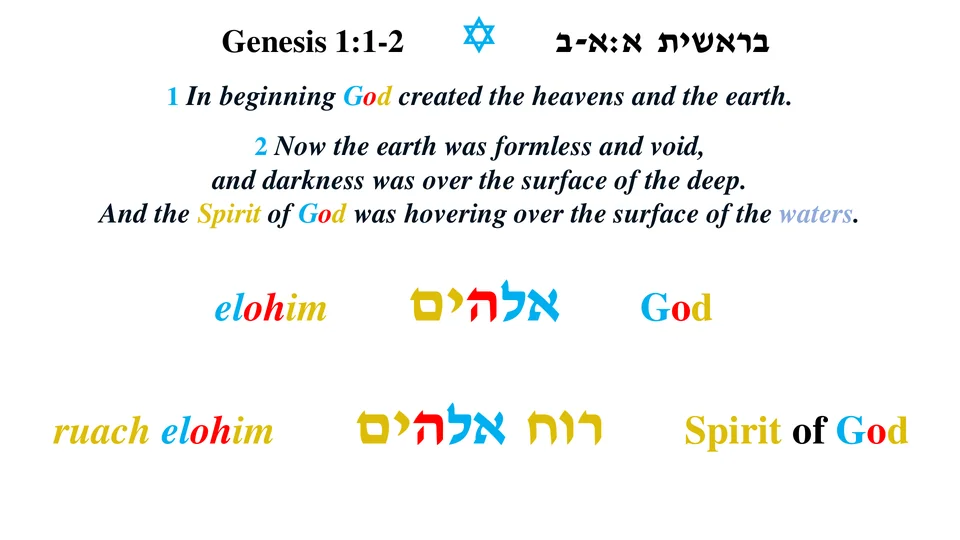 Genesis 1:1-2 ✡ בראשית א:א-ב
1 In beginning God created the heavens and the earth.
2 Now the earth was formless and void,
and darkness was over the surface of the deep.
And the Spirit of God was hovering over the surface of the waters.
elohim אלהים God
ruach elohim רוח אלהים Spirit of God